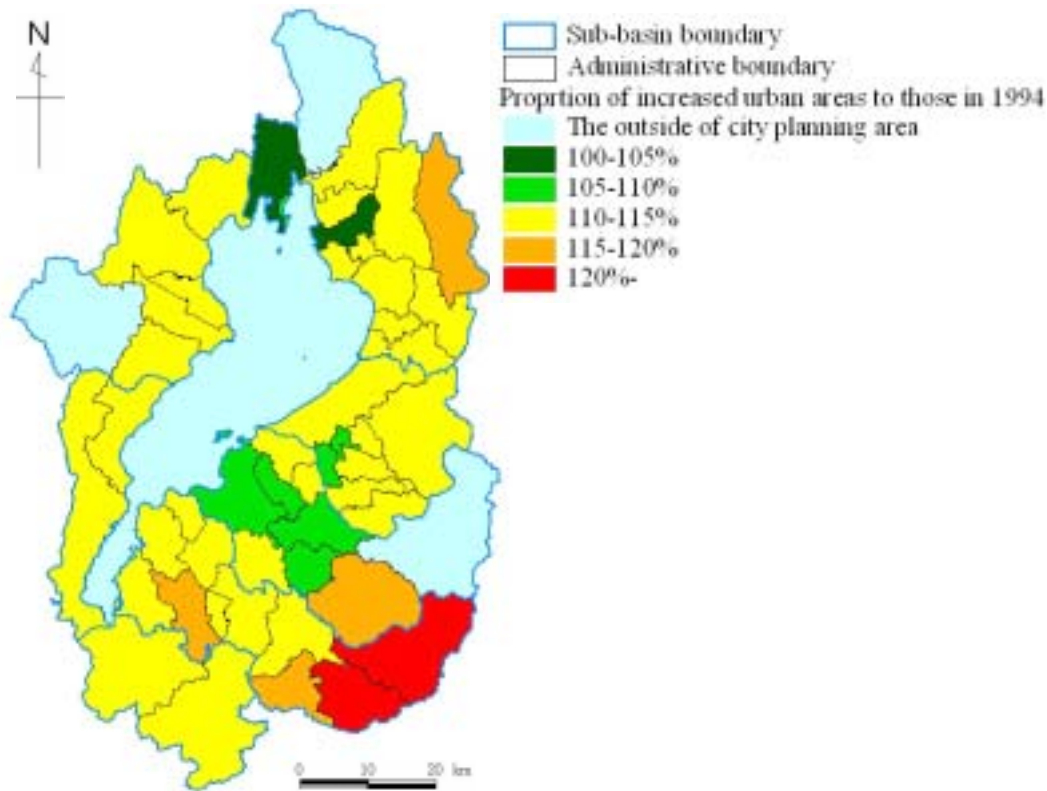 N
Sub-basin boundary
Administrative boundary
Proprtion of increased urban areas to those in 1994
The outside of city planning area
100-105%
105-110%
110-115%
115-120%
120%-
0 10 20 km